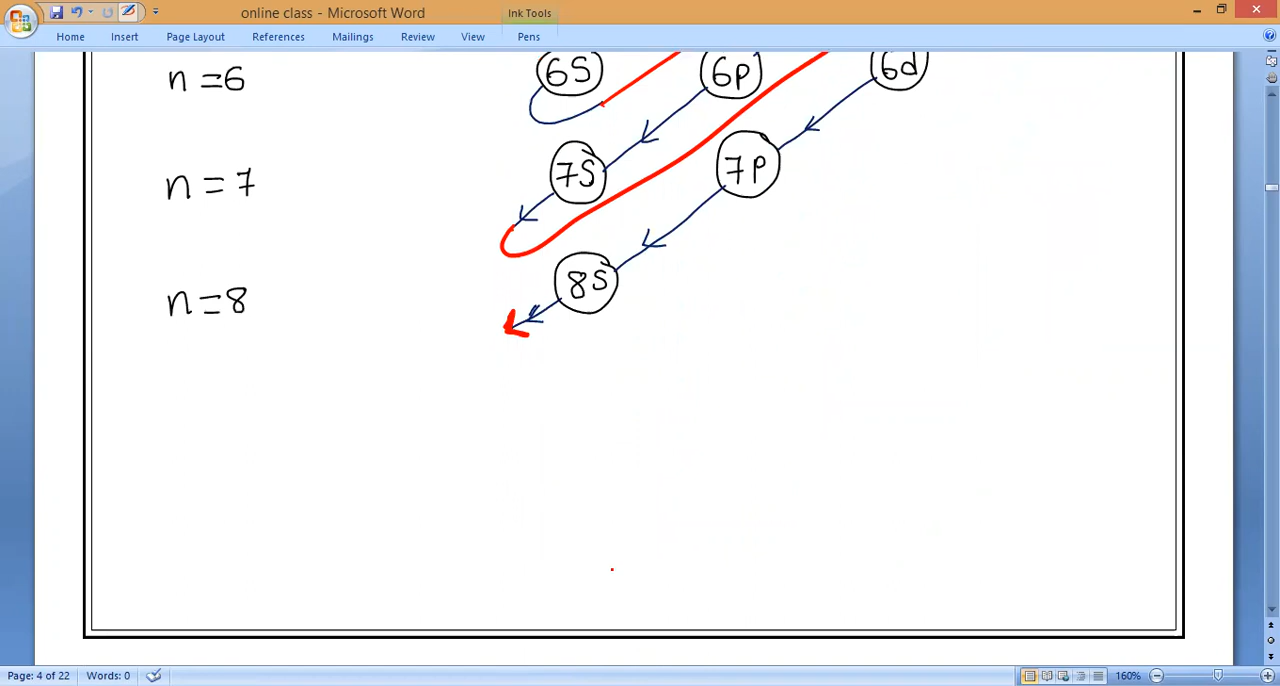 online class - Microsoft Word
Ink Tools
Home Insert Page Layout References Mailings Review View Pens
n = 6 6S 6p 6d
n = 7 7S 7p
n = 8 8S
Page: 4 of 22 Words: 0 160%